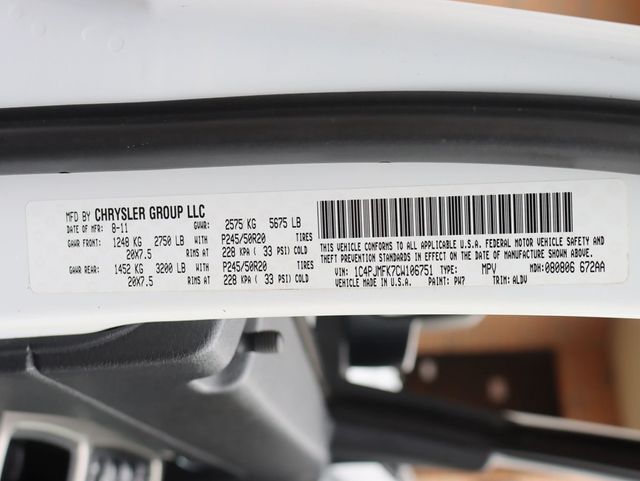 MFD BY CHRYSLER GROUP LLC
DATE OF MFR: 8-11 GVWR: 2575 KG 5675 LB
GAWR FRONT: 1248 KG 2750 LB WITH P245/50R20 TIRES
20X7.5 RIMS AT 228 KPA ( 33 PSI) COLD
GAWR REAR: 1452 KG 3200 LB WITH P245/50R20 TIRES
20X7.5 RIMS AT 228 KPA ( 33 PSI) COLD
THIS VEHICLE CONFORMS TO ALL APPLICABLE U.S.A. FEDERAL MOTOR VEHICLE SAFETY AND
THEFT PREVENTION STANDARDS IN EFFECT ON THE DATE OF MANUFACTURE SHOWN ABOVE.
VIN: 1C4PJMFK7CW106751 TYPE: MPV MDH: 080806 672AA
VEHICLE MADE IN U.S.A. PAINT: PW7 TRIM: ALDV